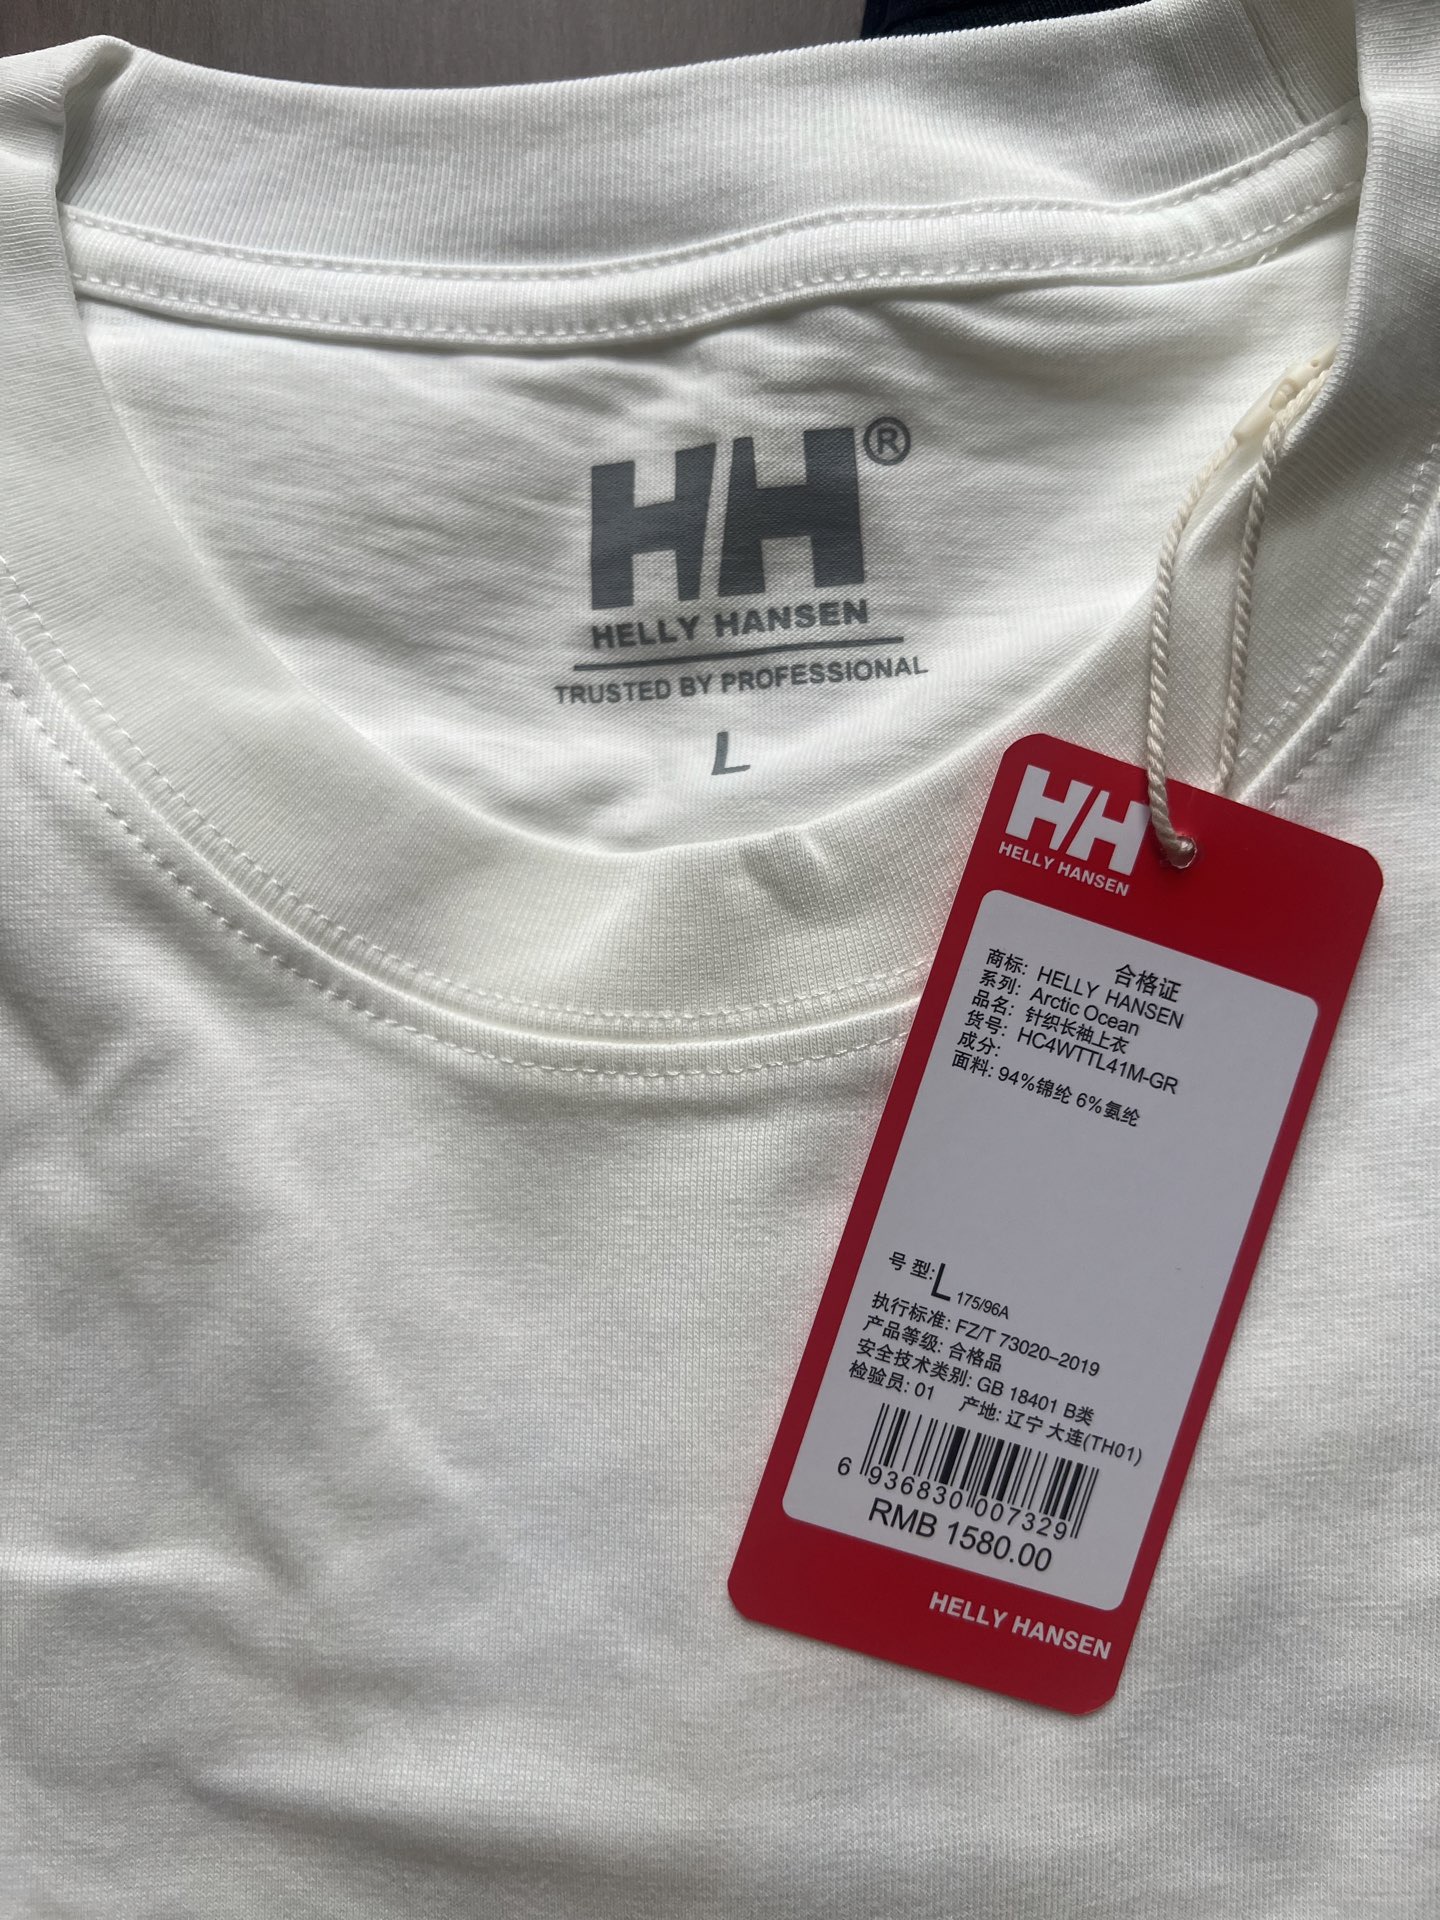 HH®
HELLY HANSEN
TRUSTED BY PROFESSIONAL
L
HH
HELLY HANSEN
合格证
商标: HELLY HANSEN
系列: Arctic Ocean
品名: 针织长袖上衣
货号: HC4WTTL41M-GR
成分:
面料: 94%锦纶 6%氨纶
号 型: L 175/96A
执行标准: FZ/T 73020-2019
产品等级: 合格品
安全技术类别: GB 18401 B类
检验员: 01 产地: 辽宁 大连(TH01)
6 936830 007329
RMB 1580.00
HELLY HANSEN